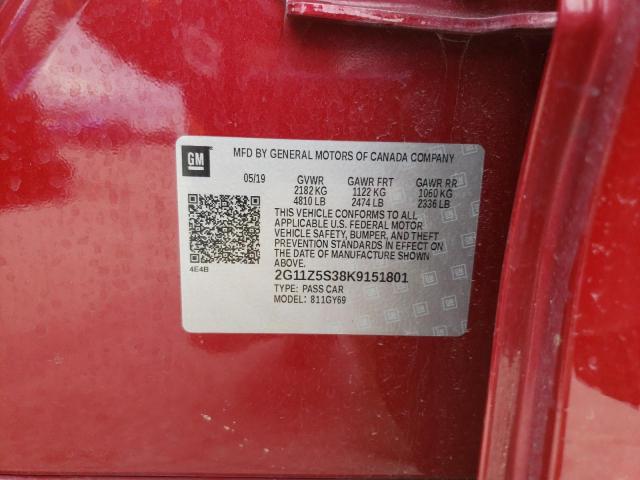 GM
MFD BY GENERAL MOTORS OF CANADA COMPANY
05/19 GVWR GAWR FRT GAWR RR
2182 KG 1122 KG 1060 KG
4810 LB 2474 LB 2336 LB
THIS VEHICLE CONFORMS TO ALL
APPLICABLE U.S. FEDERAL MOTOR
VEHICLE SAFETY, BUMPER, AND THEFT
PREVENTION STANDARDS IN EFFECT ON
THE DATE OF MANUFACTURE SHOWN ABOVE.
4E4B
2G11Z5S38K9151801
TYPE: PASS CAR
MODEL: 811GY69